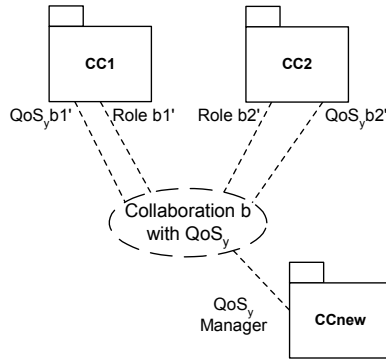 CC1
CC2
QoSyb1' Role b1' Role b2' QoSyb2'
Collaboration b
with QoSy
QoSy
Manager
CCnew